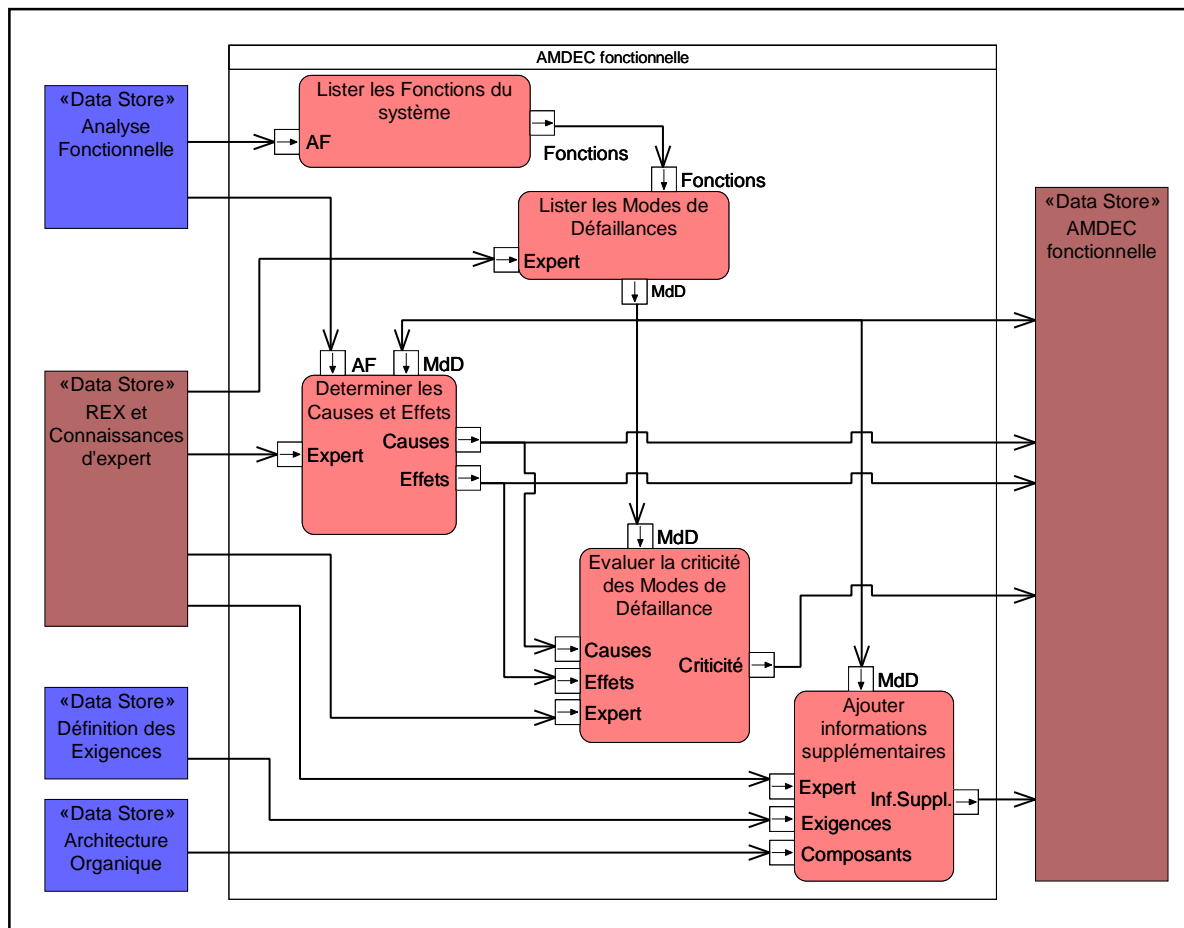 AMDEC fonctionnelle
«Data Store»
Analyse
Fonctionnelle
Lister les Fonctions du
système
AF
Fonctions
Fonctions
Lister les Modes de
Défaillances
Expert
MdD
«Data Store»
AMDEC
fonctionnelle
«Data Store»
REX et
Connaissances
d'expert
AF
MdD
Determiner les
Causes et Effets
Causes
Expert
Effets
MdD
Evaluer la criticité
des Modes de
Défaillance
Causes
Criticité
Effets
Expert
«Data Store»
Définition des
Exigences
MdD
Ajouter
informations
supplémentaires
Expert
Inf.Suppl.
Exigences
Composants
«Data Store»
Architecture
Organique